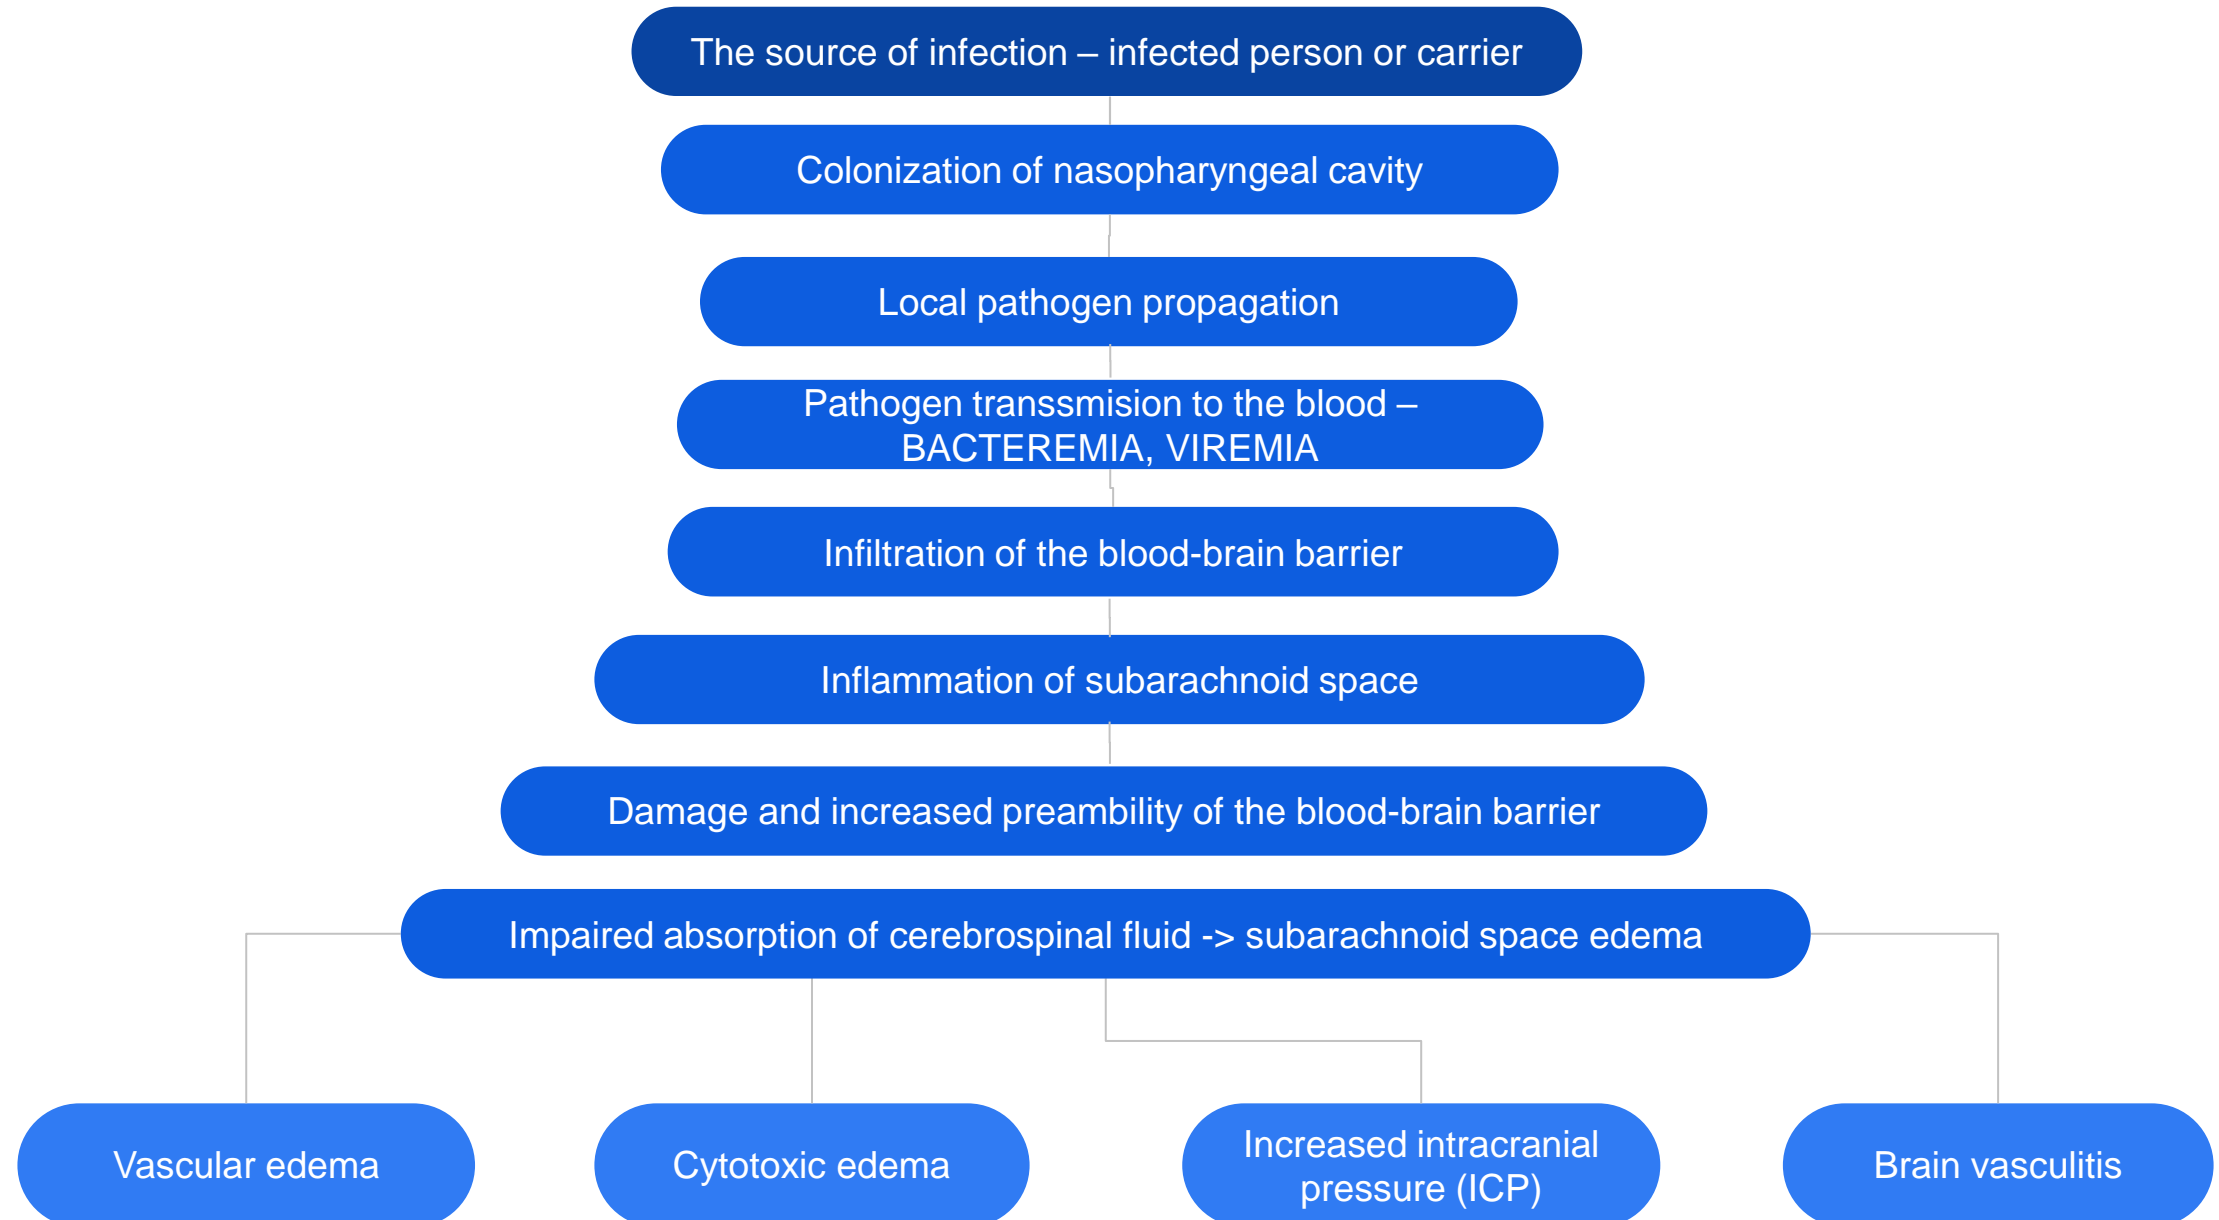 The source of infection – infected person or carrier
Colonization of nasopharyngeal cavity
Local pathogen propagation
Pathogen transsmision to the blood –
BACTEREMIA, VIREMIA
Infiltration of the blood-brain barrier
Inflammation of subarachnoid space
Damage and increased preambility of the blood-brain barrier
Impaired absorption of cerebrospinal fluid -> subarachnoid space edema
Vascular edema
Cytotoxic edema
Increased intracranial
pressure (ICP)
Brain vasculitis